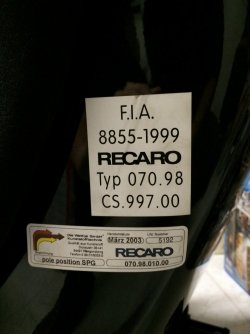 F.I.A.
8855-1999
RECARO
Typ 070.98
CS.997.00
März 2003
5192
RECARO
pole position SPG
070.98.010.00